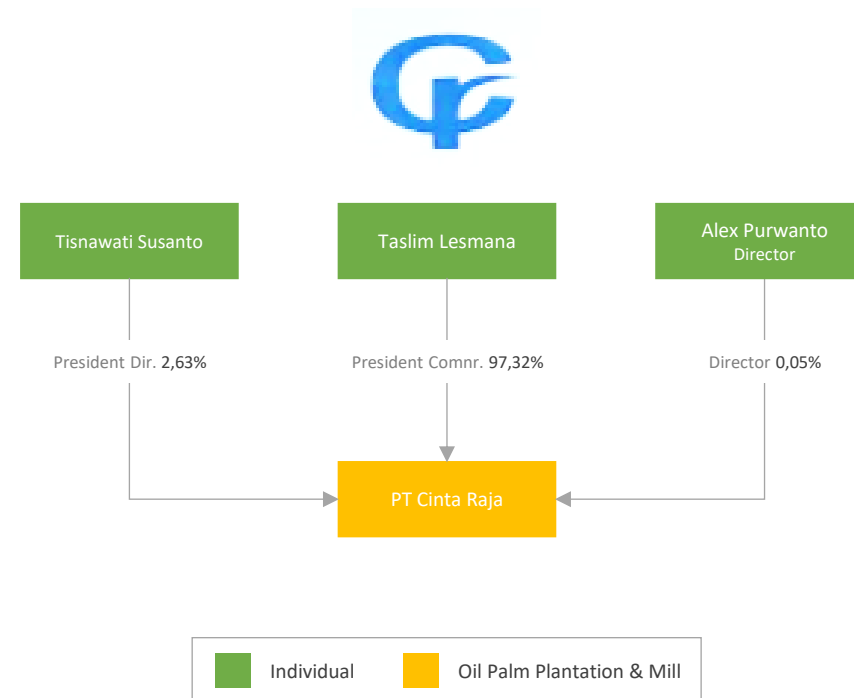 Cr
Tisnawati Susanto
Taslim Lesmana
Alex Purwanto
Director
President Dir. 2,63%
President Comnr. 97,32%
Director 0,05%
PT Cinta Raja
Individual
Oil Palm Plantation & Mill